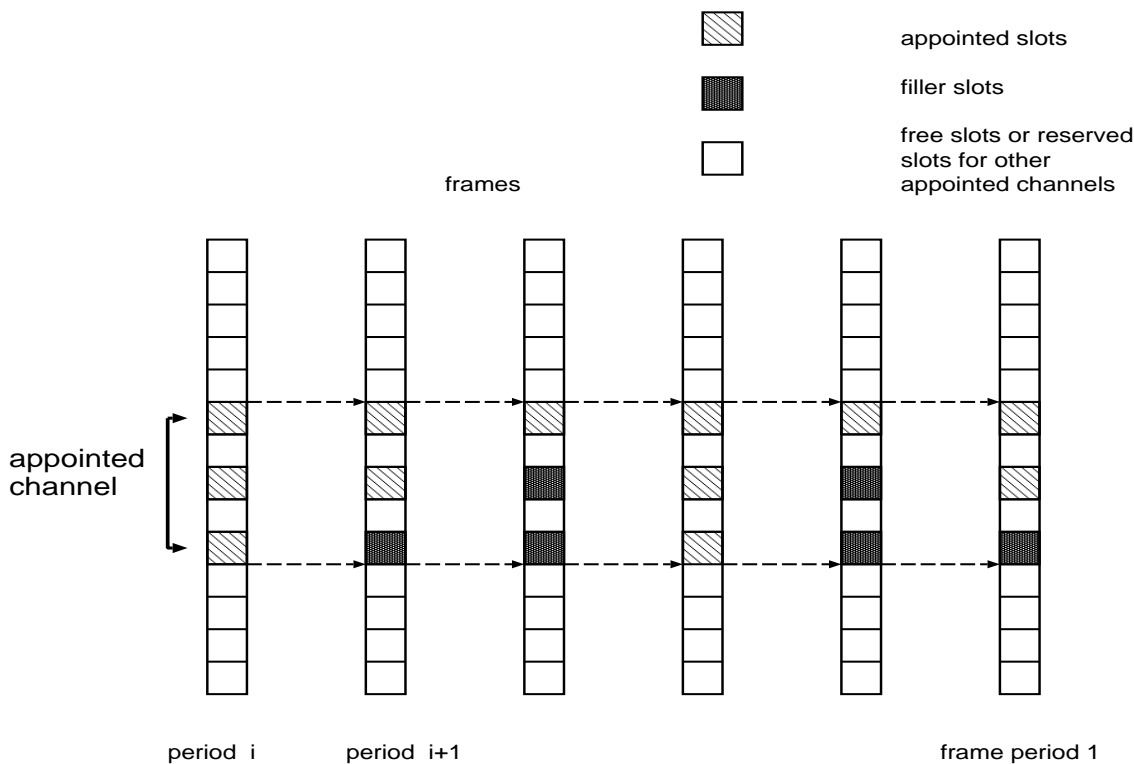 appointed slots
filler slots
free slots or reserved
slots for other
appointed channels
frames
appointed
channel
period i
period i+1
frame period 1